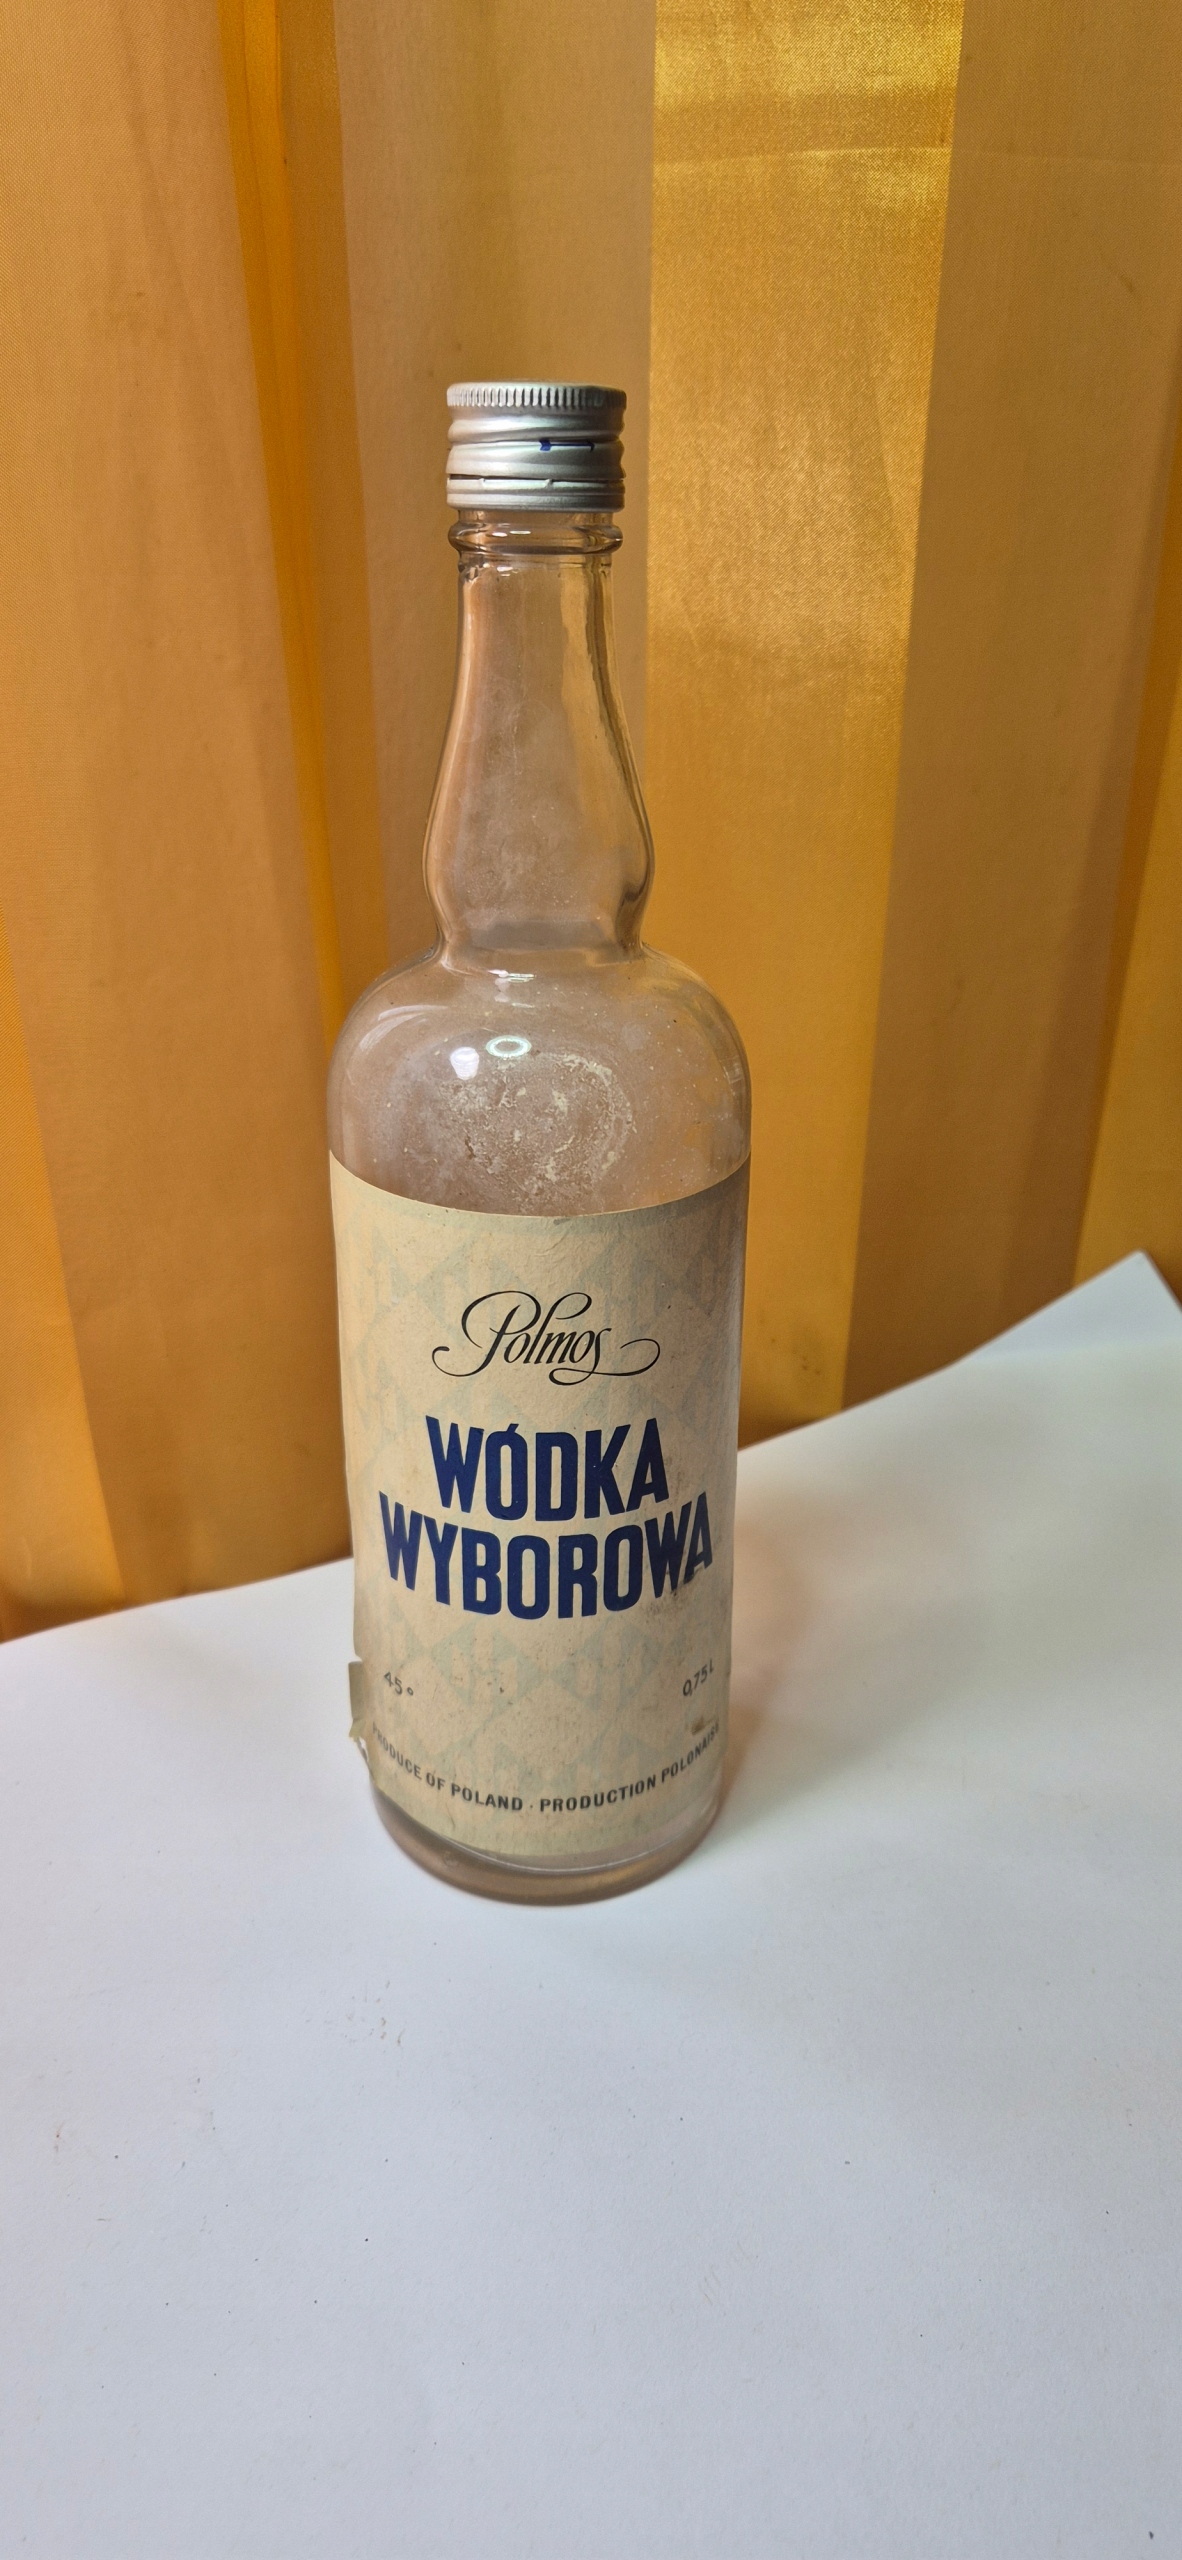 Polmos
WÓDKA
WYBOROWA
45° 0,75 L
PRODUCE OF POLAND · PRODUCTION POLONAISE